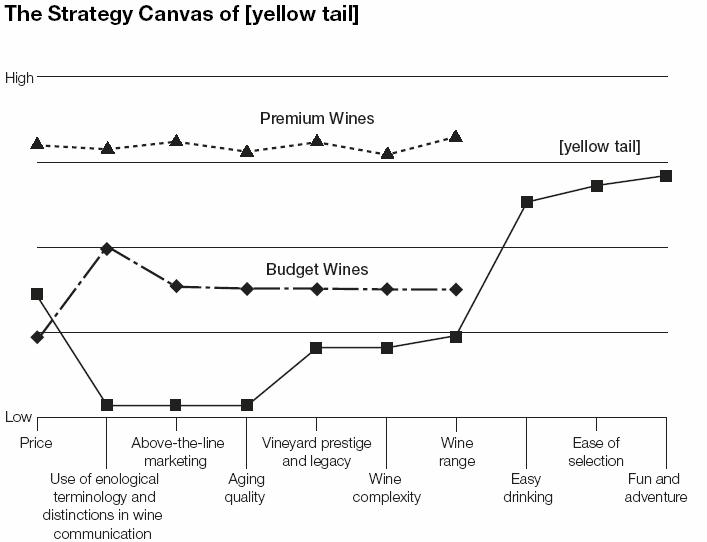 The Strategy Canvas of [yellow tail]
High
Premium Wines
[yellow tail]
Budget Wines
Low
Price
Use of enological
terminology and
distinctions in wine
communication
Above-the-line
marketing
Aging
quality
Vineyard prestige
and legacy
Wine
complexity
Wine
range
Easy
drinking
Ease of
selection
Fun and
adventure